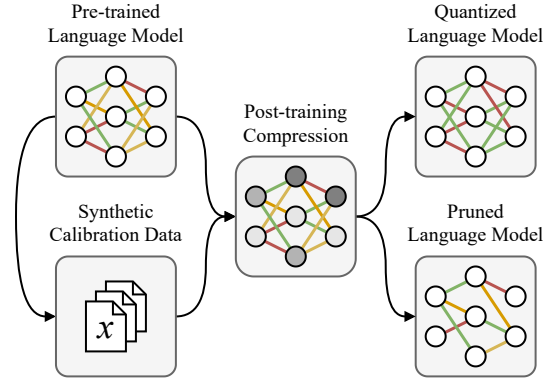 Pre-trained
Language Model
Synthetic
Calibration Data
x
Post-training
Compression
Quantized
Language Model
Pruned
Language Model